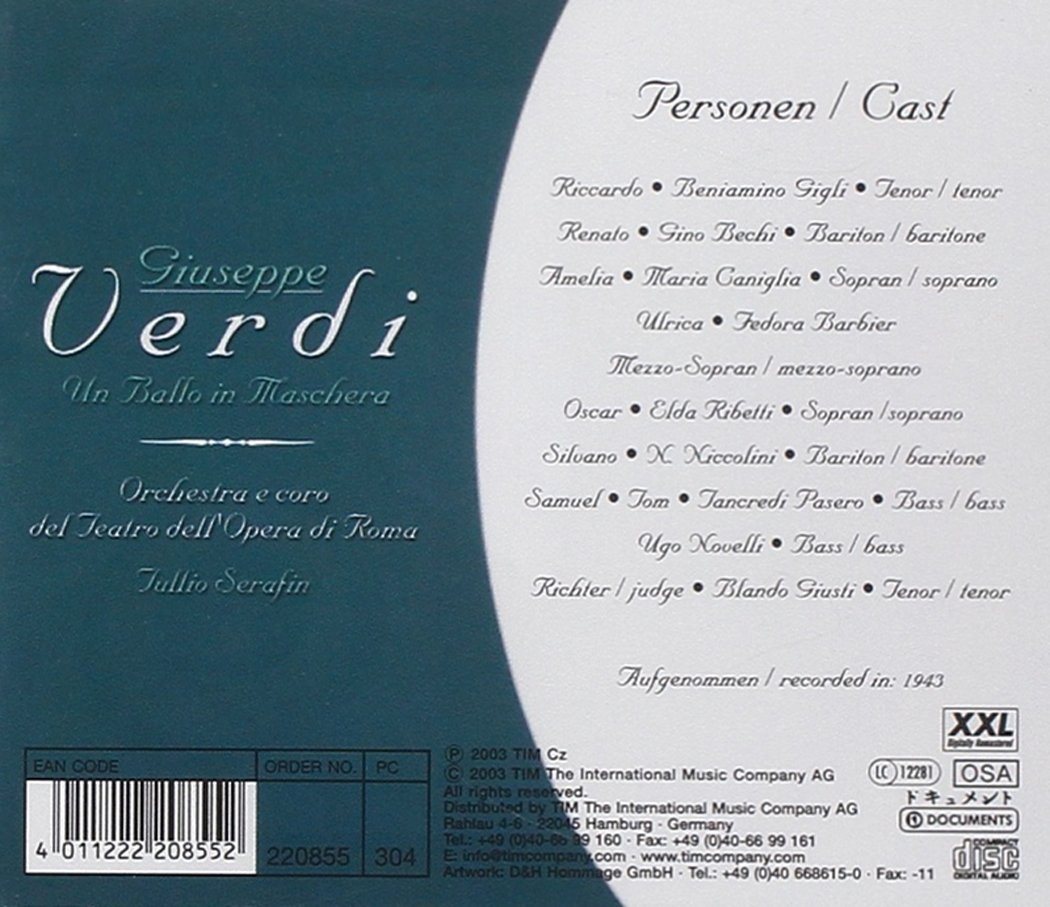 Giuseppe
Verdi
Un Ballo in Maschera
Orchestra e coro
del Teatro dell'Opera di Roma
Tullio Serafin
Personen / Cast
Riccardo • Beniamino Gigli • Tenor / tenor
Renato • Gino Bechi • Bariton / baritone
Amelia • Maria Caniglia • Sopran / soprano
Ulrica • Fedora Barbier
Mezzo-Sopran / mezzo-soprano
Oscar • Elda Ribetti • Sopran / soprano
Silvano • N. Niccolini • Bariton / baritone
Samuel • Tom • Tancredi Pasero • Bass / bass
Ugo Novelli • Bass / bass
Richter / judge • Blando Giusti • Tenor / tenor
Aufgenommen / recorded in: 1943
EAN CODE
4 011222 208552
ORDER NO.
220855
PC
304
Ⓟ 2003 TIM Cz
© 2003 TIM The International Music Company AG
All rights reserved.
Distributed by TIM The International Music Company AG
Rahlau 4-6 · 22045 Hamburg · Germany
Tel.: +49 (0)40-66 99 160 · Fax: +49 (0)40-66 99 161
E: info@timcompany.com · www.timcompany.com
Artwork: D&H Hommage GmbH · Tel.: +49 (0)40 668615-0 · Fax: -11
XXL
Digitally Remastered
LC 12281
OSA
ドキュメント
DOCUMENTS
COMPACT
disc
DIGITAL AUDIO